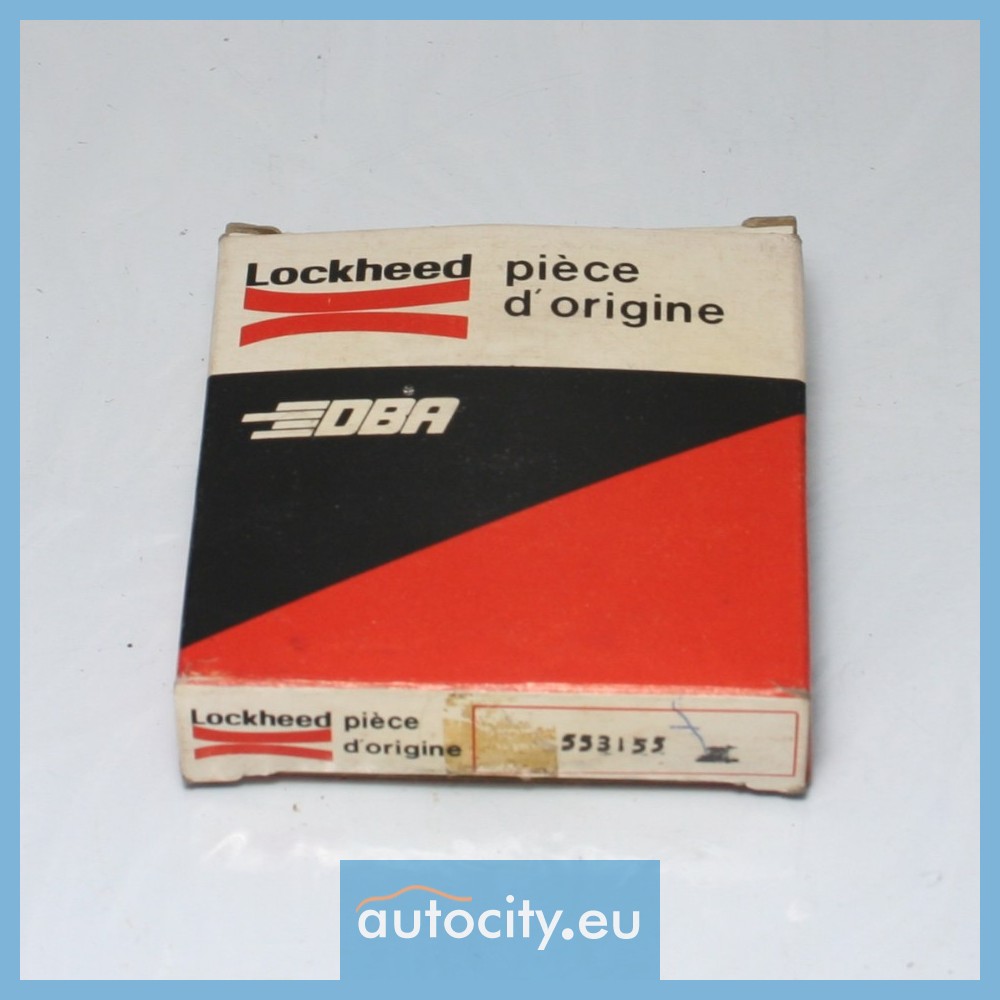 Lockheed
pièce
d'origine
DBA
Lockheed
pièce
d'origine
553155
autocity.eu